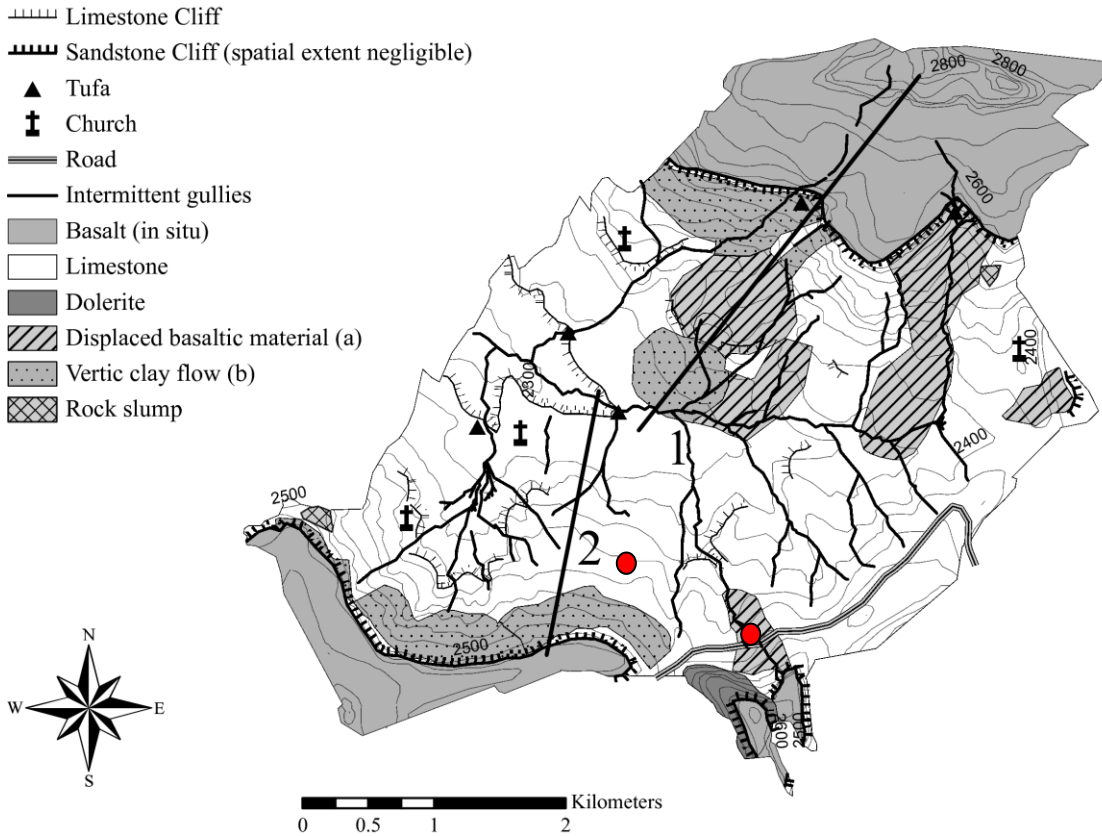 Limestone Cliff
Sandstone Cliff (spatial extent negligible)
Tufa
Church
Road
Intermittent gullies
Basalt (in situ)
Limestone
Dolerite
Displaced basaltic material (a)
Vertic clay flow (b)
Rock slump
2800
2800
2600
2400
2300
2400
1
2500
2
2500
2600
2500
N
W E
S
Kilometers
0 0.5 1 2